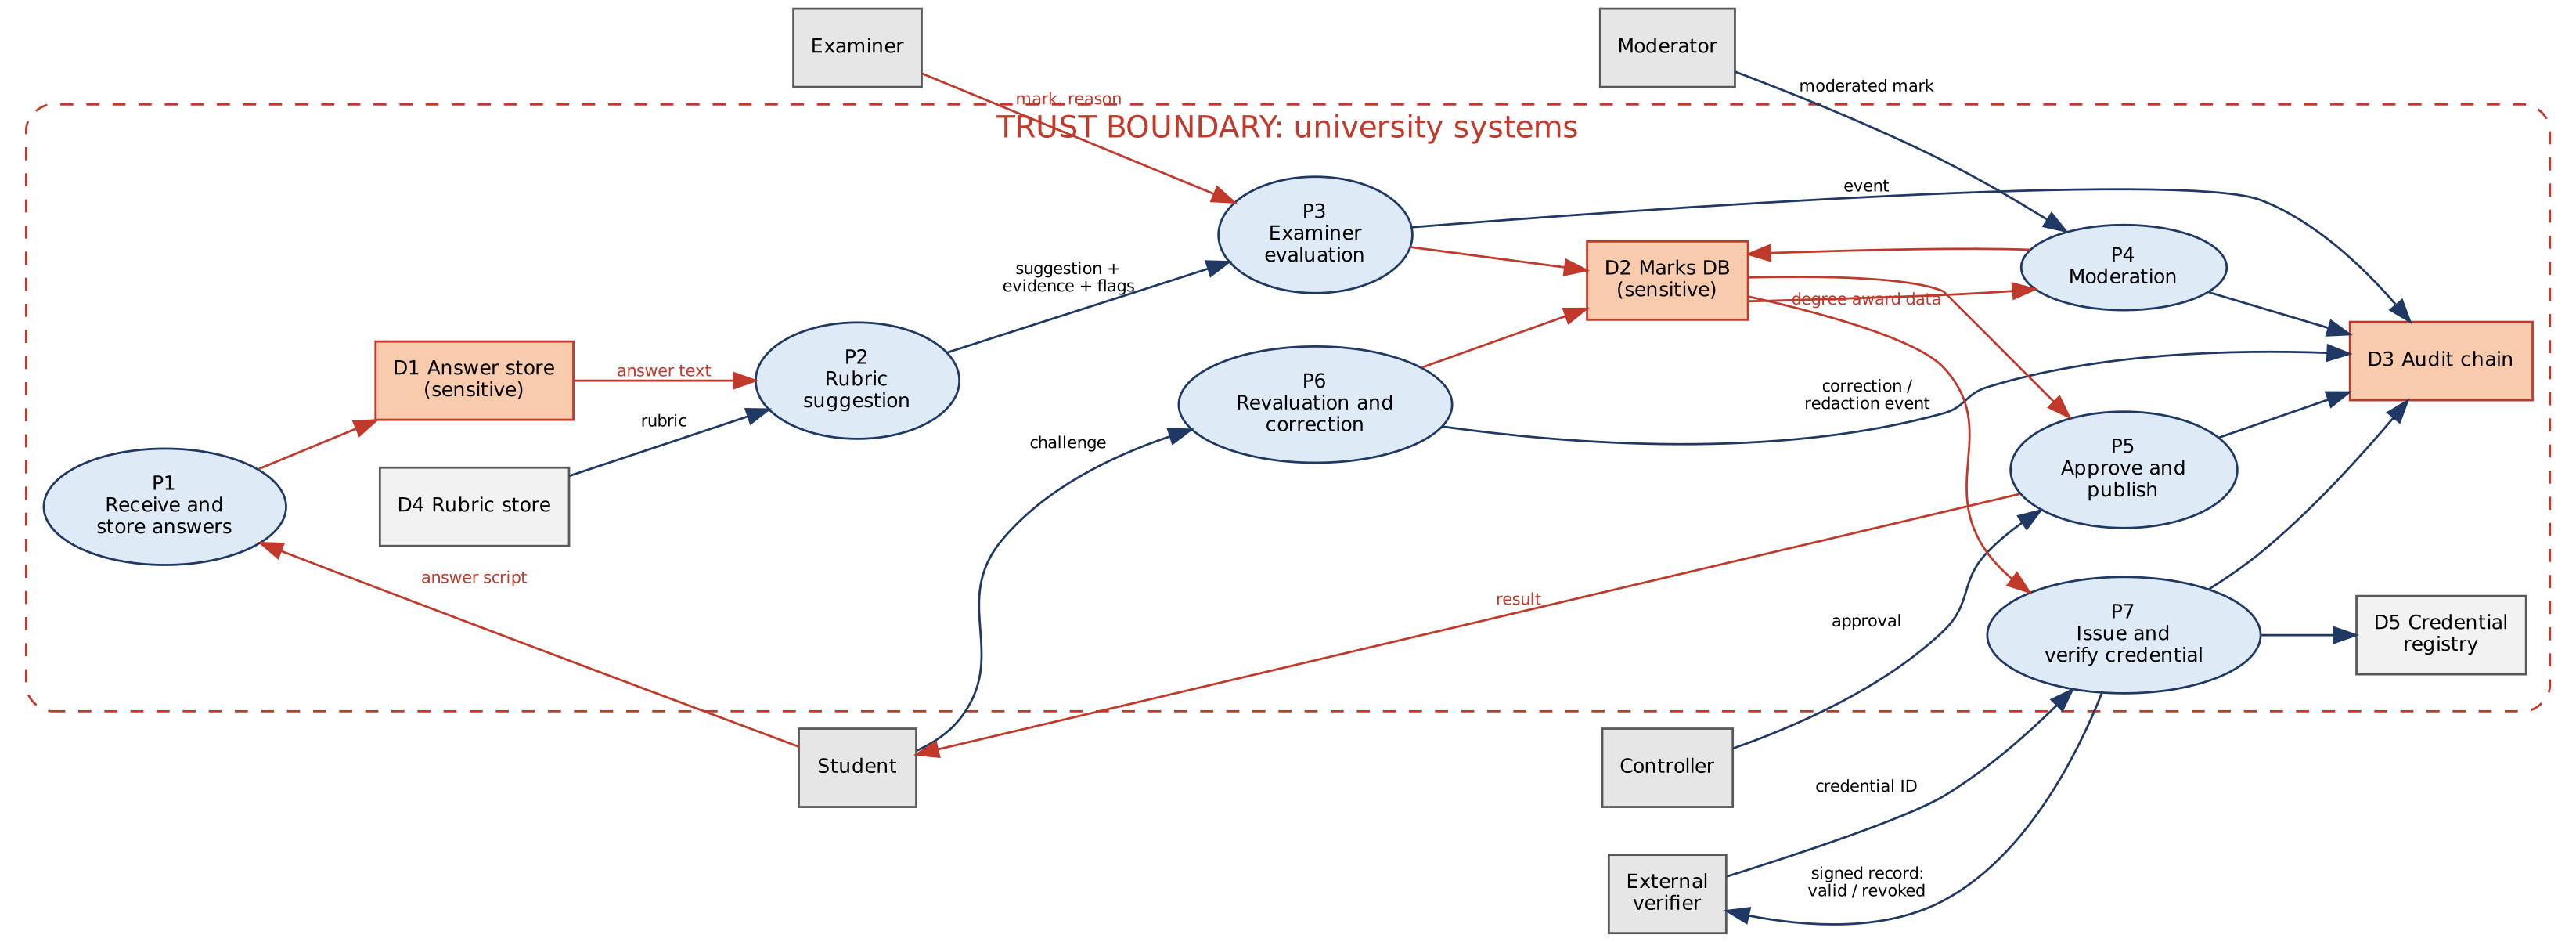 Examiner
Moderator
moderated mark
mark, reason
TRUST BOUNDARY: university systems
event
P3
Examiner
evaluation
P4
Moderation
suggestion +
evidence + flags
D2 Marks DB
(sensitive)
degree award data
D3 Audit chain
P2
Rubric
suggestion
D1 Answer store
(sensitive)
answer text
rubric
P6
Revaluation and
correction
correction /
redaction event
challenge
P5
Approve and
publish
P1
Receive and
store answers
D4 Rubric store
answer script
result
approval
P7
Issue and
verify credential
D5 Credential
registry
Student
Controller
credential ID
External
verifier
signed record:
valid / revoked